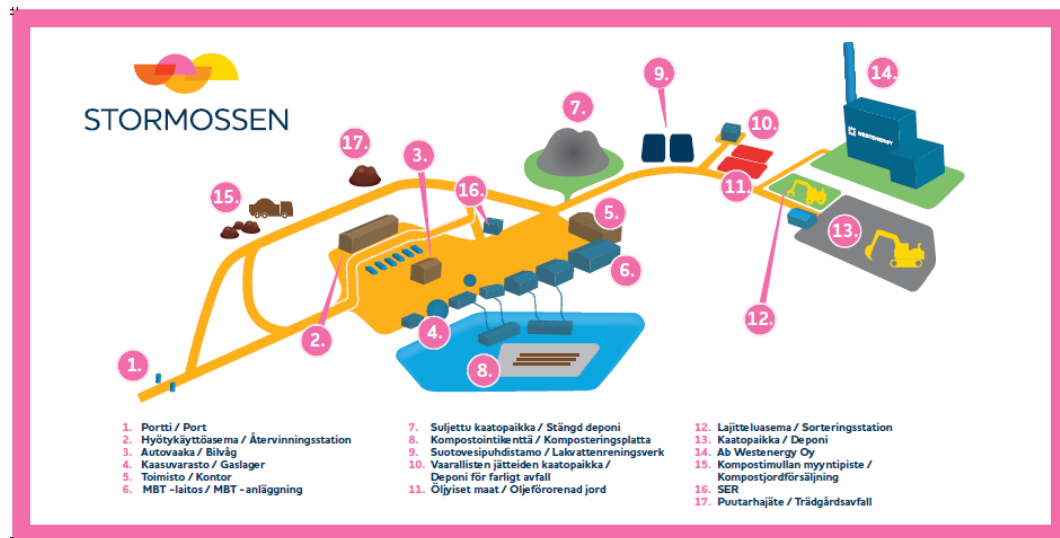 STORMOSSEN
WESTENERGY
14.
9.
10.
7.
17.
3.
15.
16.
11.
5.
13.
6.
12.
4.
2.
1.
8.
1. Portti / Port
2. Hyötykäyttöasema / Återvinningsstation
3. Autovaaka / Bilvåg
4. Kaasuvarasto / Gaslager
5. Toimisto / Kontor
6. MBT -laitos / MBT -anläggning
7. Suljettu kaatopaikka / Stängd deponi
8. Kompostointikenttä / Komposteringsplatta
9. Suotovesipuhdistamo / Lakvattenreningsverk
10. Vaarallisten jätteiden kaatopaikka /
Deponi för farligt avfall
11. Öljyiset maat / Oljeförorenad jord
12. Lajitteluasema / Sorteringsstation
13. Kaatopaikka / Deponi
14. Ab Westenergy Oy
15. Kompostimullan myyntipiste /
Kompostjordförsäljning
16. SER
17. Puutarhajäte / Trädgårdsavfall